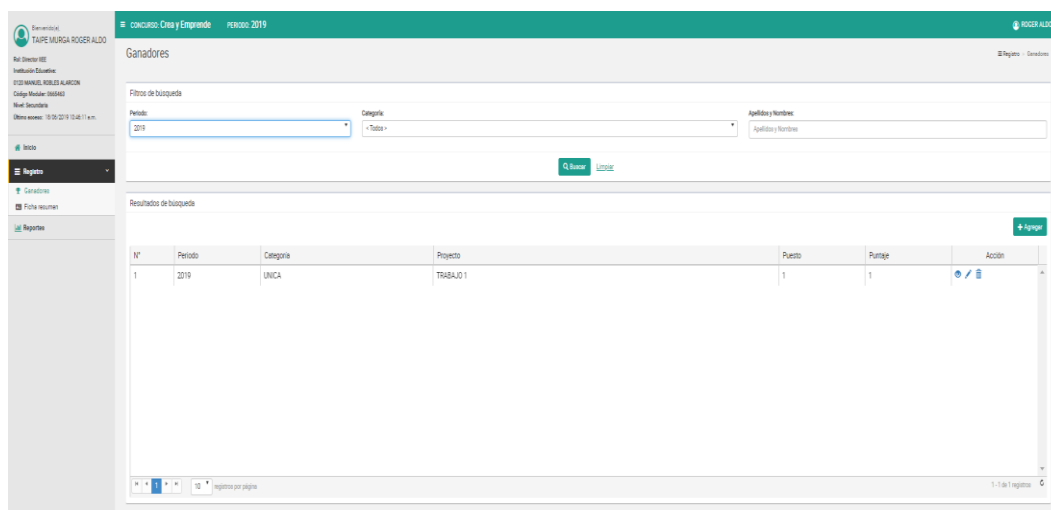 Bienvenido(a),
TAIPE MURGA ROGER ALDO
Rol: Director IIEE
Institución Educativa:
0120 MANUEL ROBLES ALARCON
Código Modular: 0665463
Nivel: Secundaria
Último acceso: 18/06/2019 10:46:11 a.m.
Inicio
Registro
Ganadores
Ficha resumen
Reportes
CONCURSO: Crea y Emprende PERIODO: 2019
ROGER ALDO
Ganadores
Registro - Ganadores
Filtros de búsqueda
Periodo: Categoría: Apellidos y Nombres:
2019 < Todos > Apellidos y Nombres
Buscar Limpiar
Resultados de búsqueda
+ Agregar
N° Periodo Categoría Proyecto Puesto Puntaje Acción
1 2019 UNICA TRABAJO 1 1 1
1 10 registros por página 1 - 1 de 1 registros